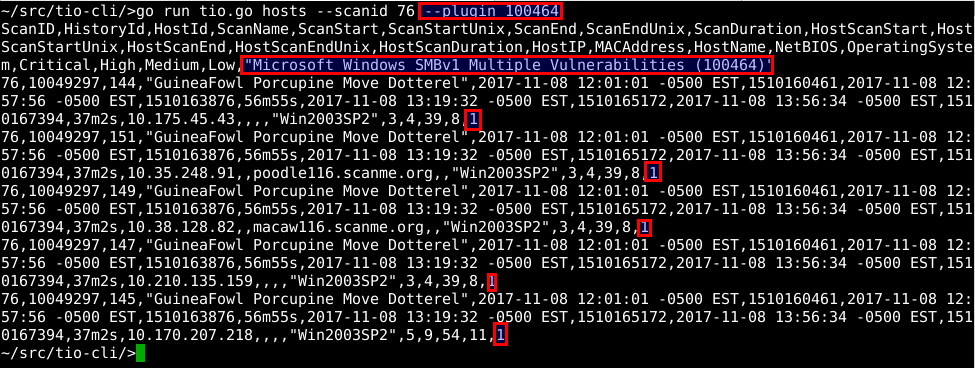 ~/src/tio-cli/>go run tio.go hosts --scanid 76 --plugin 100464
ScanID,HistoryId,HostId,ScanName,ScanStart,ScanStartUnix,ScanEnd,ScanEndUnix,ScanDuration,HostScanStart,Host
ScanStartUnix,HostScanEnd,HostScanEndUnix,HostScanDuration,HostIP,MACAddress,HostName,NetBIOS,OperatingSyste
m,Critical,High,Medium,Low,"Microsoft Windows SMBv1 Multiple Vulnerabilities (100464)"
76,10049297,144,"GuineaFowl Porcupine Move Dotterel",2017-11-08 12:01:01 -0500 EST,1510160461,2017-11-08 12:
57:56 -0500 EST,1510163876,56m55s,2017-11-08 13:19:32 -0500 EST,1510165172,2017-11-08 13:56:34 -0500 EST,151
0167394,37m2s,10.175.45.43,,,,"Win2003SP2",3,4,39,8,1
76,10049297,151,"GuineaFowl Porcupine Move Dotterel",2017-11-08 12:01:01 -0500 EST,1510160461,2017-11-08 12:
57:56 -0500 EST,1510163876,56m55s,2017-11-08 13:19:32 -0500 EST,1510165172,2017-11-08 13:56:34 -0500 EST,151
0167394,37m2s,10.35.248.91,,poodle116.scanme.org,,"Win2003SP2",3,4,39,8,1
76,10049297,149,"GuineaFowl Porcupine Move Dotterel",2017-11-08 12:01:01 -0500 EST,1510160461,2017-11-08 12:
57:56 -0500 EST,1510163876,56m55s,2017-11-08 13:19:32 -0500 EST,1510165172,2017-11-08 13:56:34 -0500 EST,151
0167394,37m2s,10.38.128.82,,macaw116.scanme.org,,"Win2003SP2",3,4,39,8,1
76,10049297,147,"GuineaFowl Porcupine Move Dotterel",2017-11-08 12:01:01 -0500 EST,1510160461,2017-11-08 12:
57:56 -0500 EST,1510163876,56m55s,2017-11-08 13:19:32 -0500 EST,1510165172,2017-11-08 13:56:34 -0500 EST,151
0167394,37m2s,10.210.135.159,,,,"Win2003SP2",3,4,39,8,1
76,10049297,145,"GuineaFowl Porcupine Move Dotterel",2017-11-08 12:01:01 -0500 EST,1510160461,2017-11-08 12:
57:56 -0500 EST,1510163876,56m55s,2017-11-08 13:19:32 -0500 EST,1510165172,2017-11-08 13:56:34 -0500 EST,151
0167394,37m2s,10.170.207.218,,,,"Win2003SP2",5,9,54,11,1
~/src/tio-cli/>